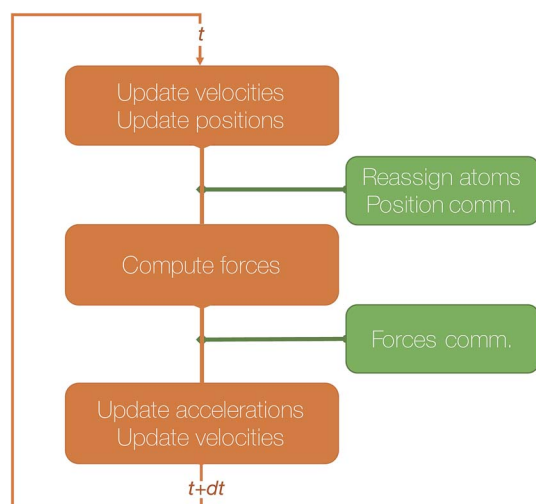 t
Update velocities
Update positions
Reassign atoms
Position comm.
Compute forces
Forces comm.
Update accelerations
Update velocities
t+dt